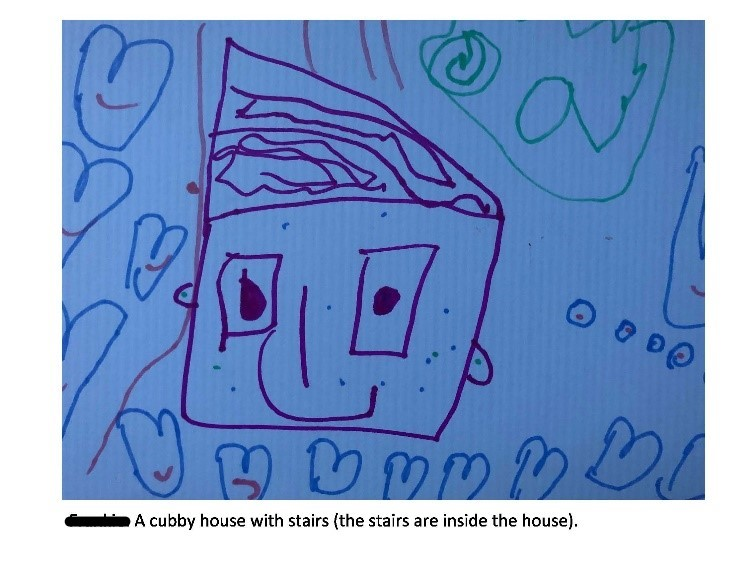 A cubby house with stairs (the stairs are inside the house).